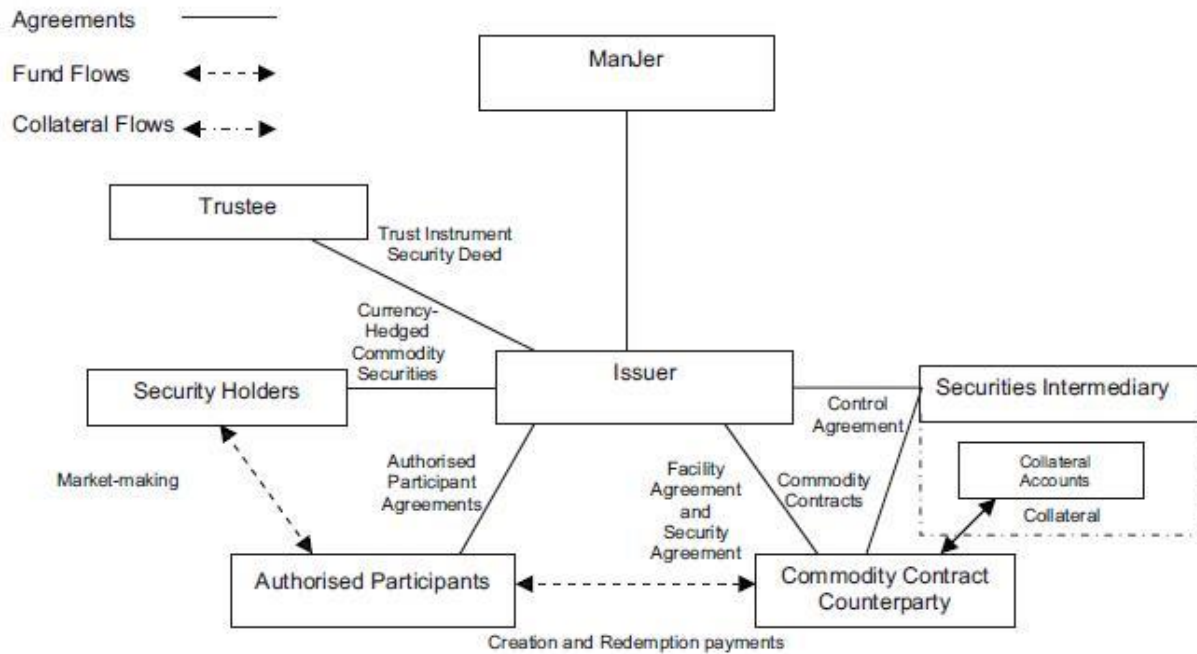 Agreements
ManJer
Fund Flows
Collateral Flows
Trustee
Trust Instrument
Security Deed
Currency-
Hedged
Commodity
Securities
Issuer
Security Holders
Securities Intermediary
Control
Agreement
Market-making
Authorised
Participant
Agreements
Facility
Agreement
and
Security
Agreement
Commodity
Contracts
Collateral
Accounts
Collateral
Authorised Participants
Commodity Contract
Counterparty
Creation and Redemption payments